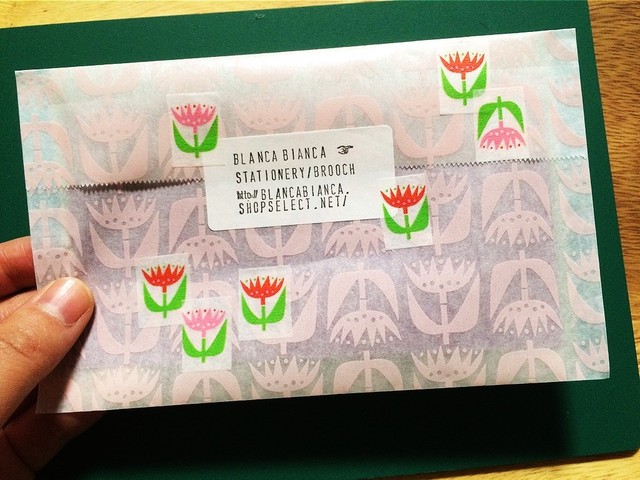 BLANCA BIANCA ☞
STATIONERY/BROOCH
http://BLANCABIANCA.
SHOPSELECT.NET/